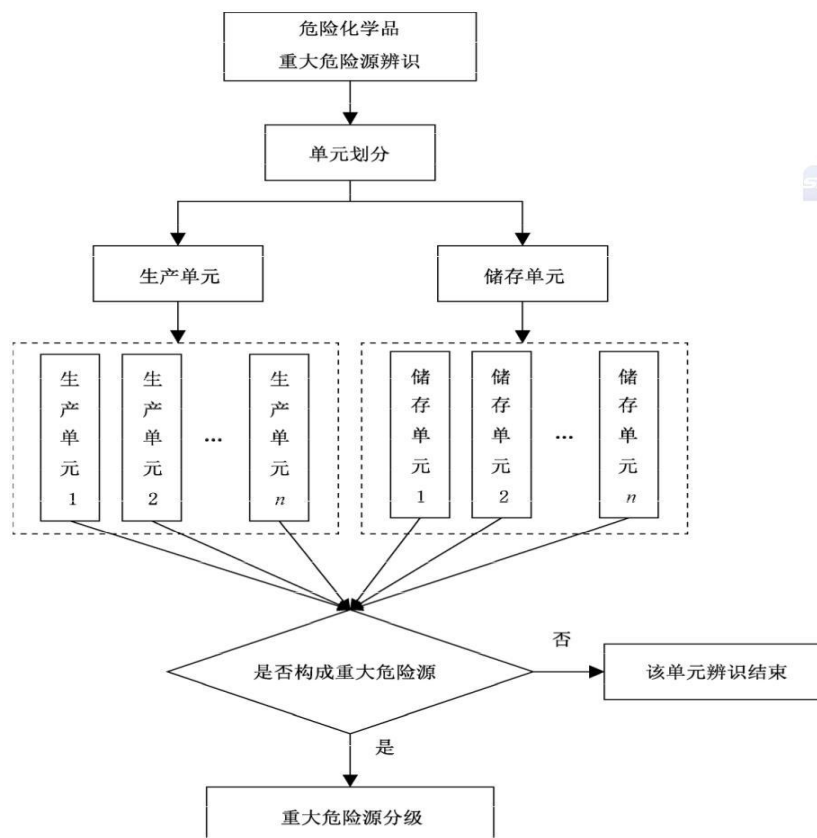 危险化学品
重大危险源辨识
单元划分
生产单元
储存单元
生产单元1
生产单元2
...
生产单元n
储存单元1
储存单元2
...
储存单元n
是否构成重大危险源
否
该单元辨识结束
是
重大危险源分级